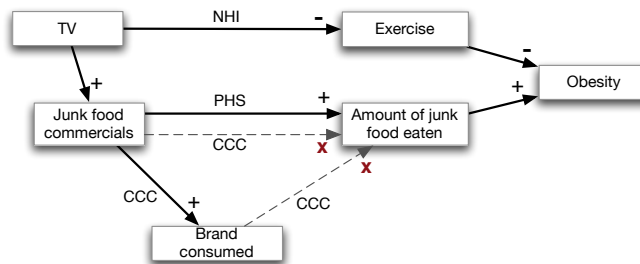 NHI
TV
-
Exercise
-
+
+
Obesity
Junk food
commercials
PHS
+
Amount of junk
food eaten
CCC
x
x
CCC
+
CCC
Brand
consumed